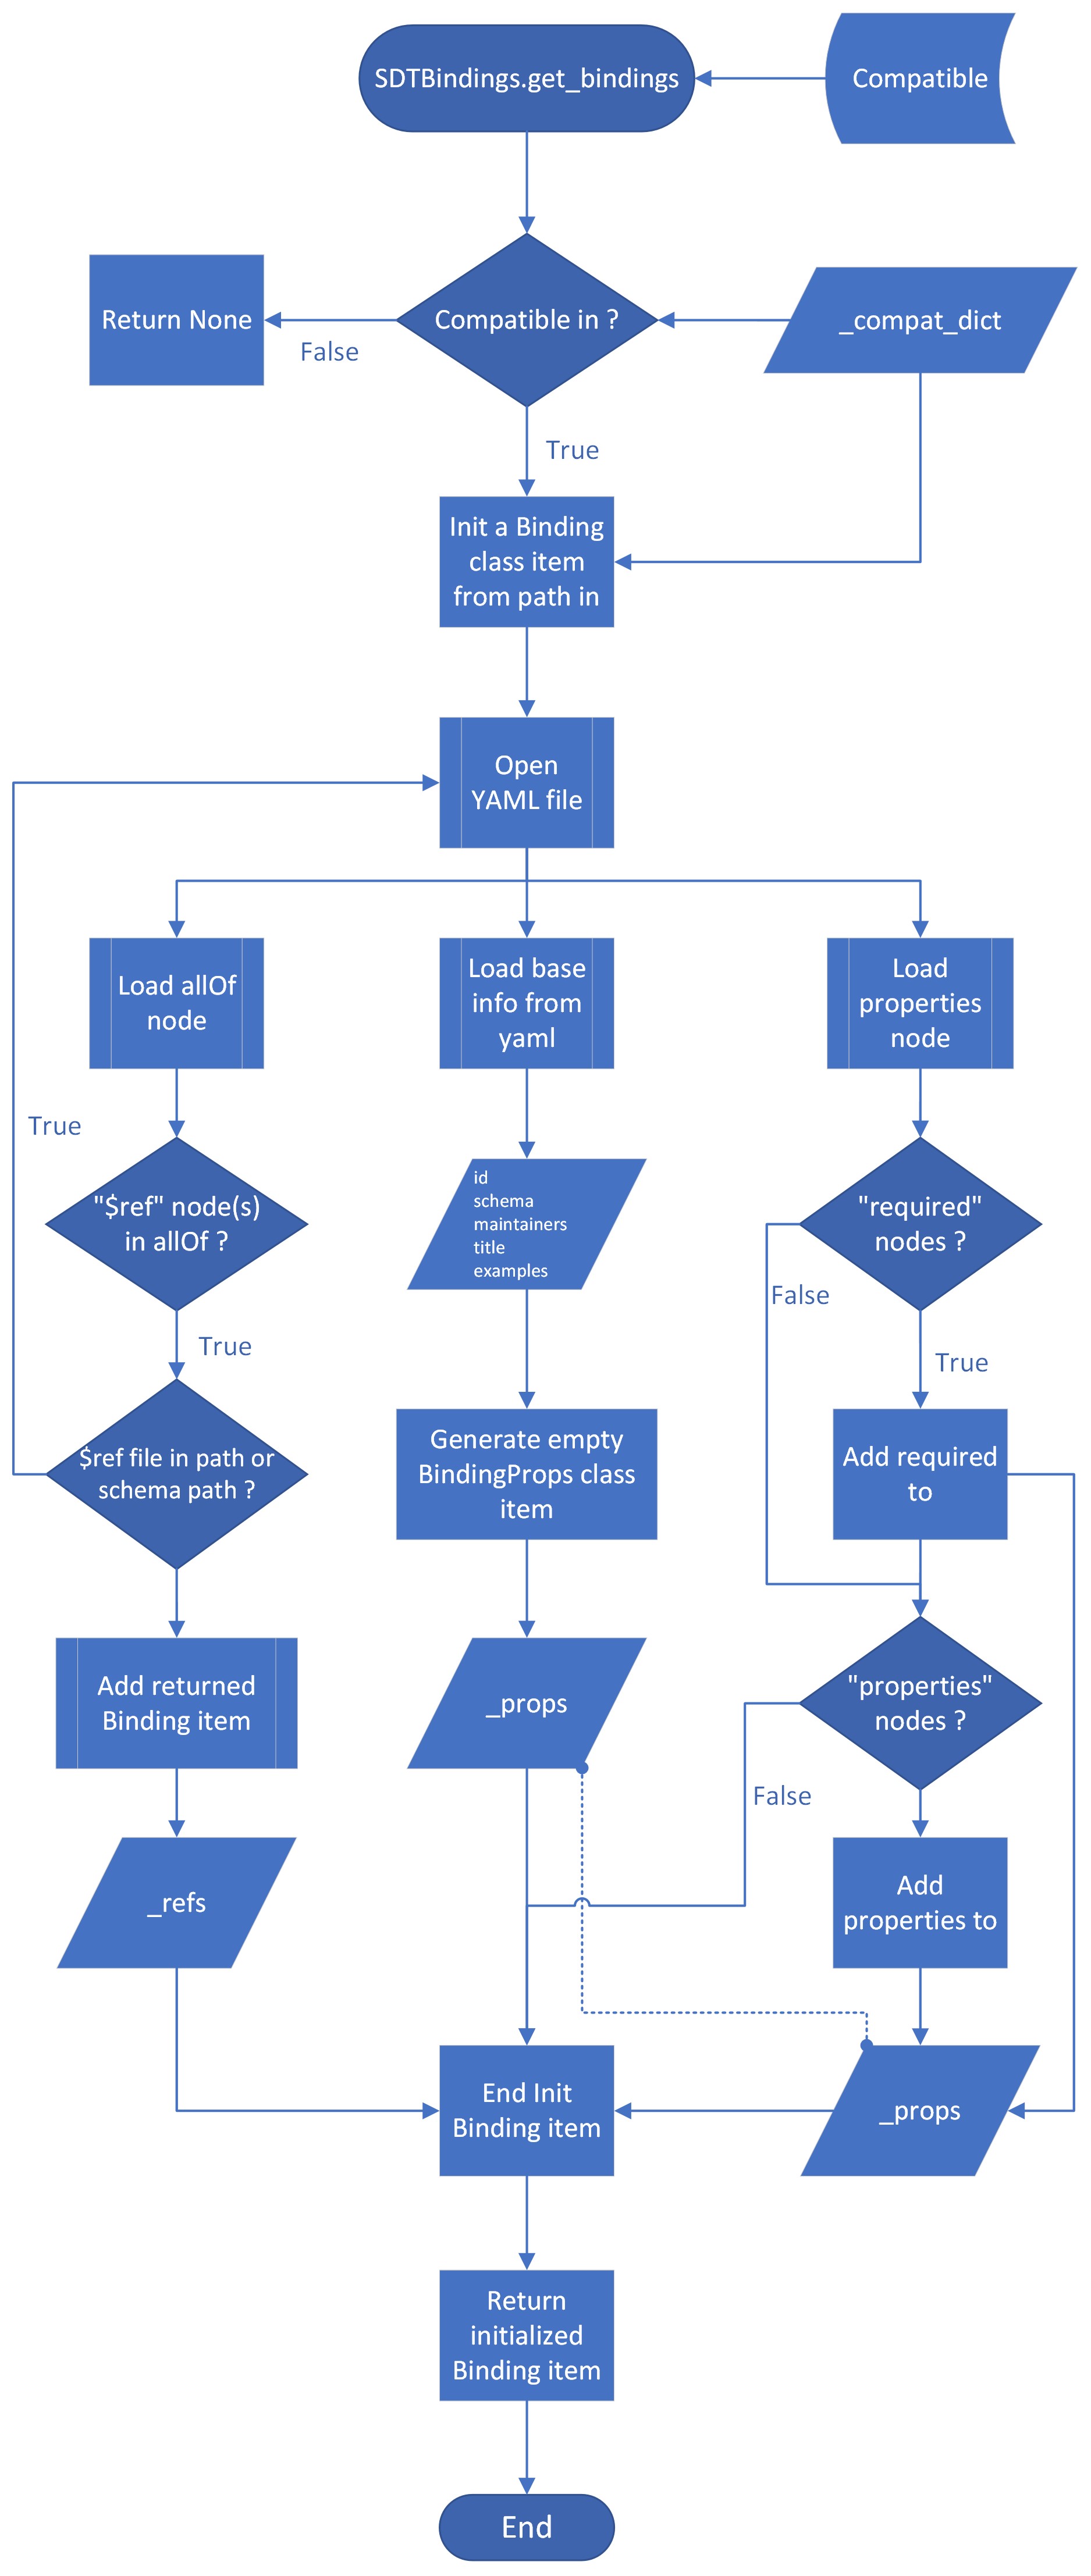 SDTBindings.get_bindings
Compatible
Return None
False
Compatible in ?
_compat_dict
True
Init a Binding
class item
from path in
Open
YAML file
Load allOf
node
Load base
info from
yaml
Load
properties
node
True
"$ref" node(s)
in allOf ?
id
schema
maintainers
title
examples
"required"
nodes ?
False
True
True
$ref file in path or
schema path ?
Generate empty
BindingProps class
item
Add required
to
Add returned
Binding item
_props
"properties"
nodes ?
False
_refs
Add
properties to
End Init
Binding item
_props
Return
initialized
Binding item
End